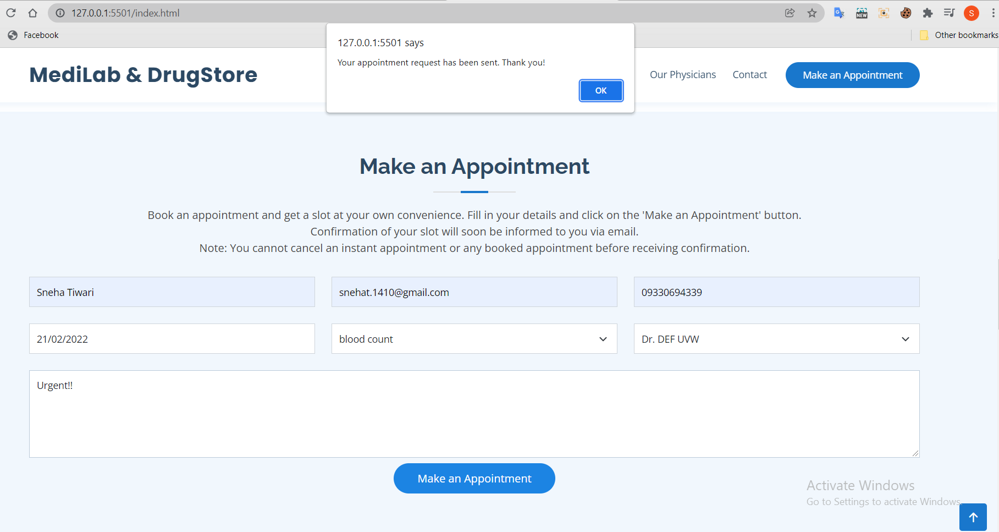 127.0.0.1:5501/index.html
NEW
S
Facebook
Other bookmarks
127.0.0.1:5501 says
Your appointment request has been sent. Thank you!
OK
MediLab & DrugStore
Our Physicians
Contact
Make an Appointment
Make an Appointment
Book an appointment and get a slot at your own convenience. Fill in your details and click on the 'Make an Appointment' button.
Confirmation of your slot will soon be informed to you via email.
Note: You cannot cancel an instant appointment or any booked appointment before receiving confirmation.
Sneha Tiwari
snehat.1410@gmail.com
09330694339
21/02/2022
blood count
Dr. DEF UVW
Urgent!!
Make an Appointment
Activate Windows
Go to Settings to activate Windows.